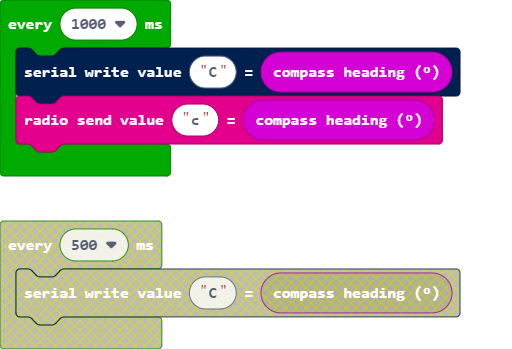 every 1000 ms
serial write value "C" = compass heading (º)
radio send value "c" = compass heading (º)
every 500 ms
serial write value "C" = compass heading (º)